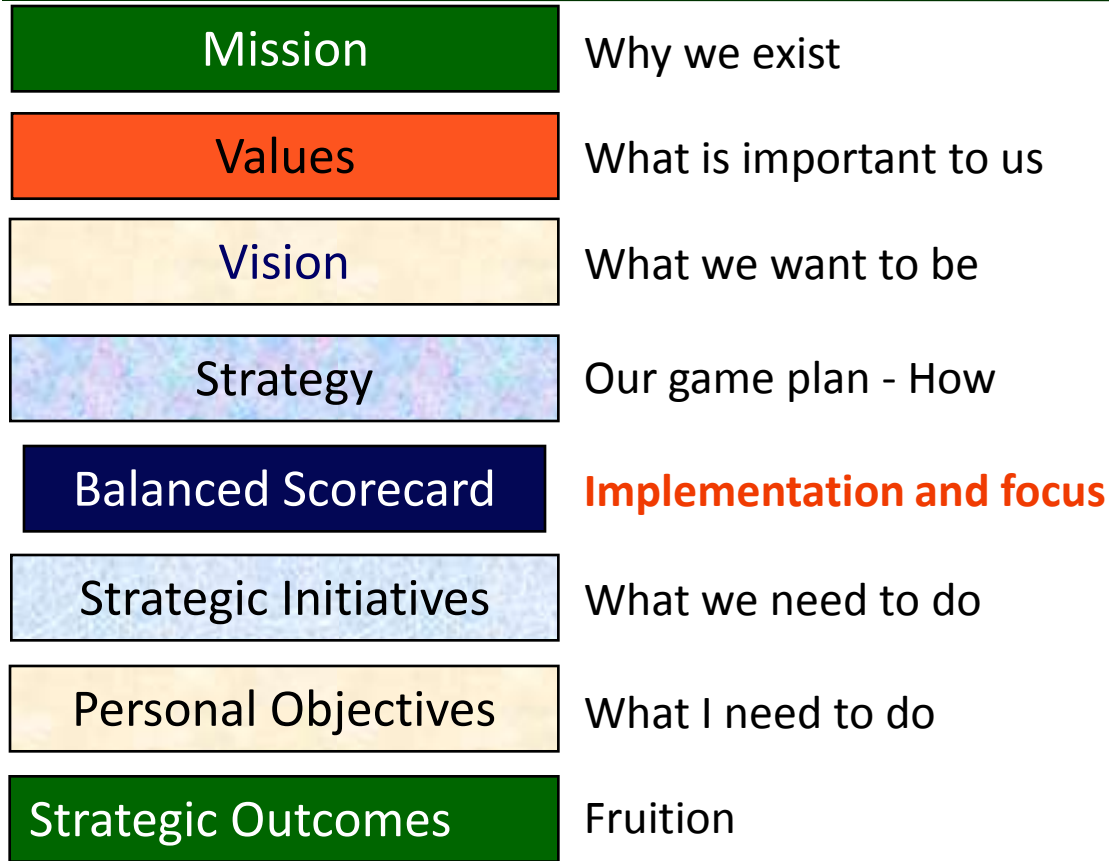 Mission
Why we exist
Values
What is important to us
Vision
What we want to be
Strategy
Our game plan - How
Balanced Scorecard
Implementation and focus
Strategic Initiatives
What we need to do
Personal Objectives
What I need to do
Strategic Outcomes
Fruition